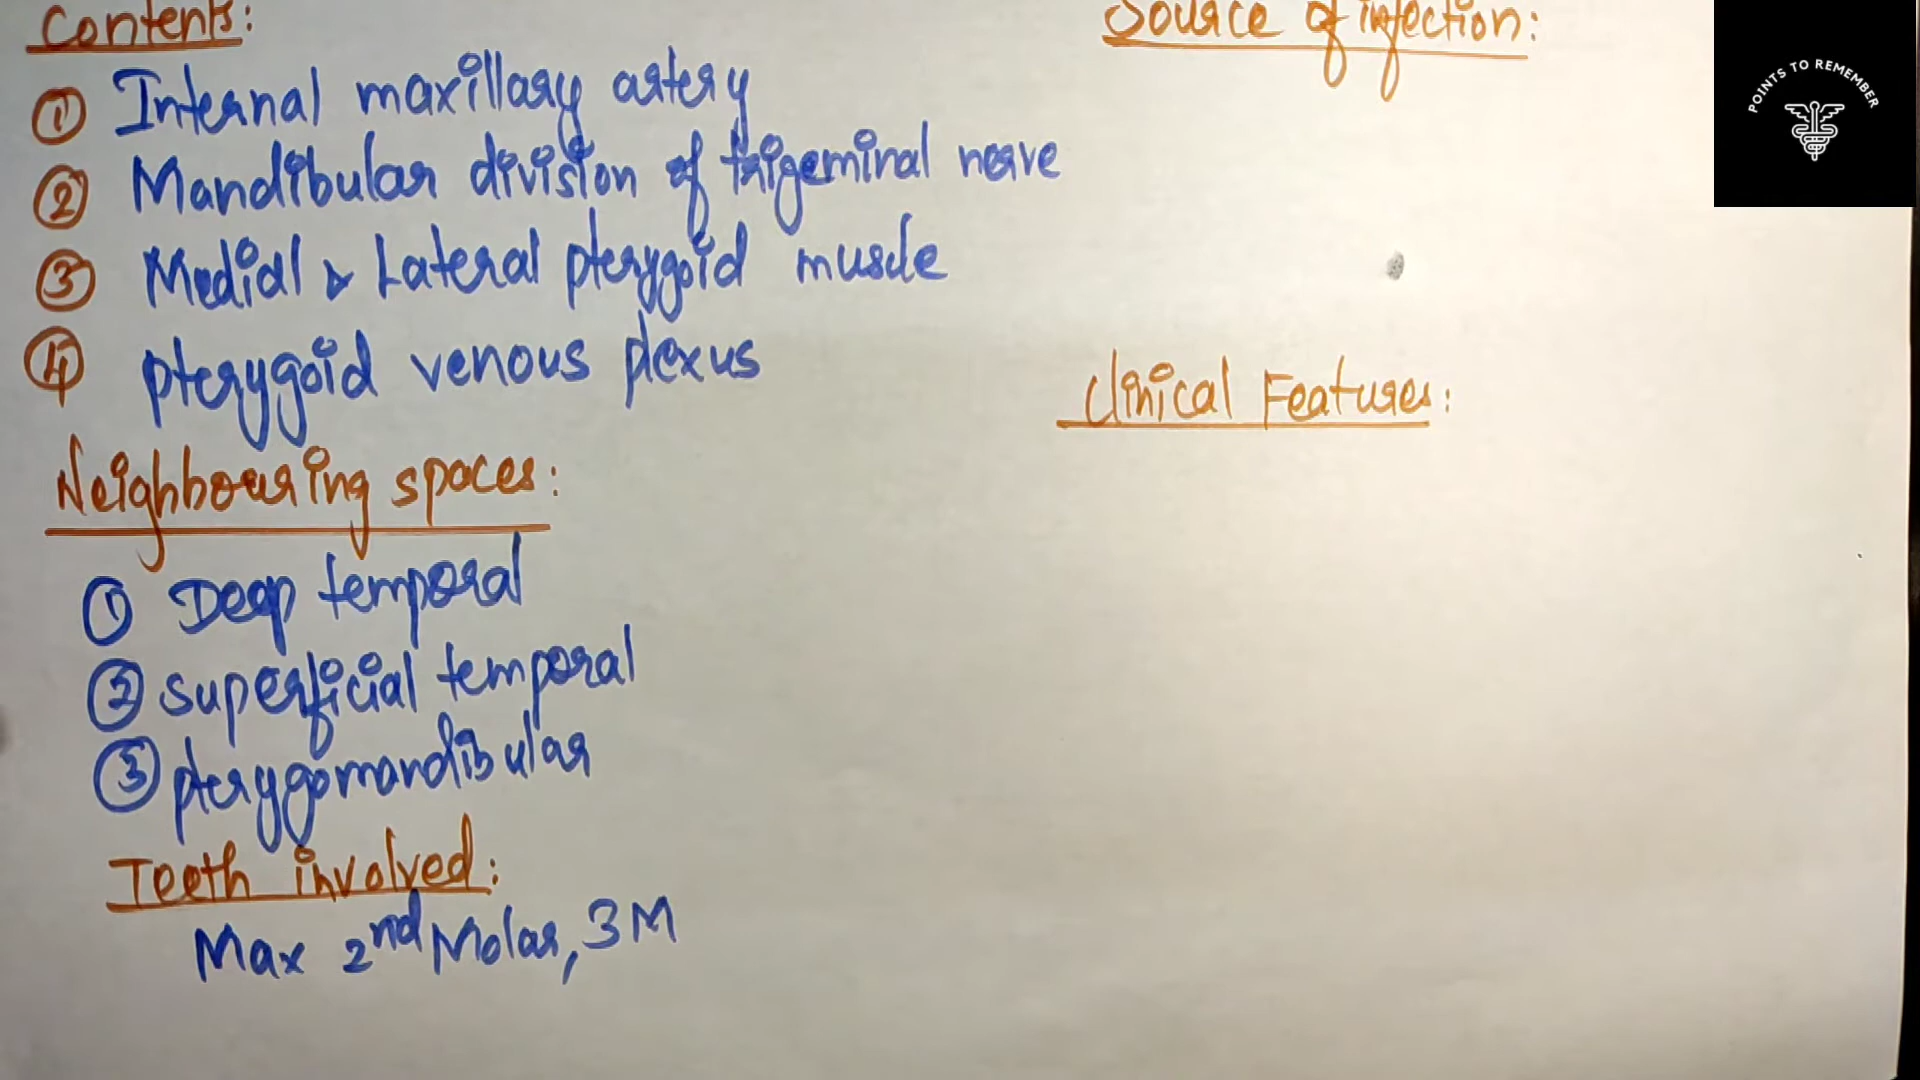 Contents:
① Internal maxillary artery
② Mandibular division of trigeminal nerve
③ Medial & Lateral pterygoid muscle
④ pterygoid venous plexus
Neighbouring spaces:
① Deep temporal
② superficial temporal
③ pterygomandibular
Teeth involved:
Max 2nd Molar, 3M
Source of infection:
Clinical Features:
POINTS TO REMEMBER